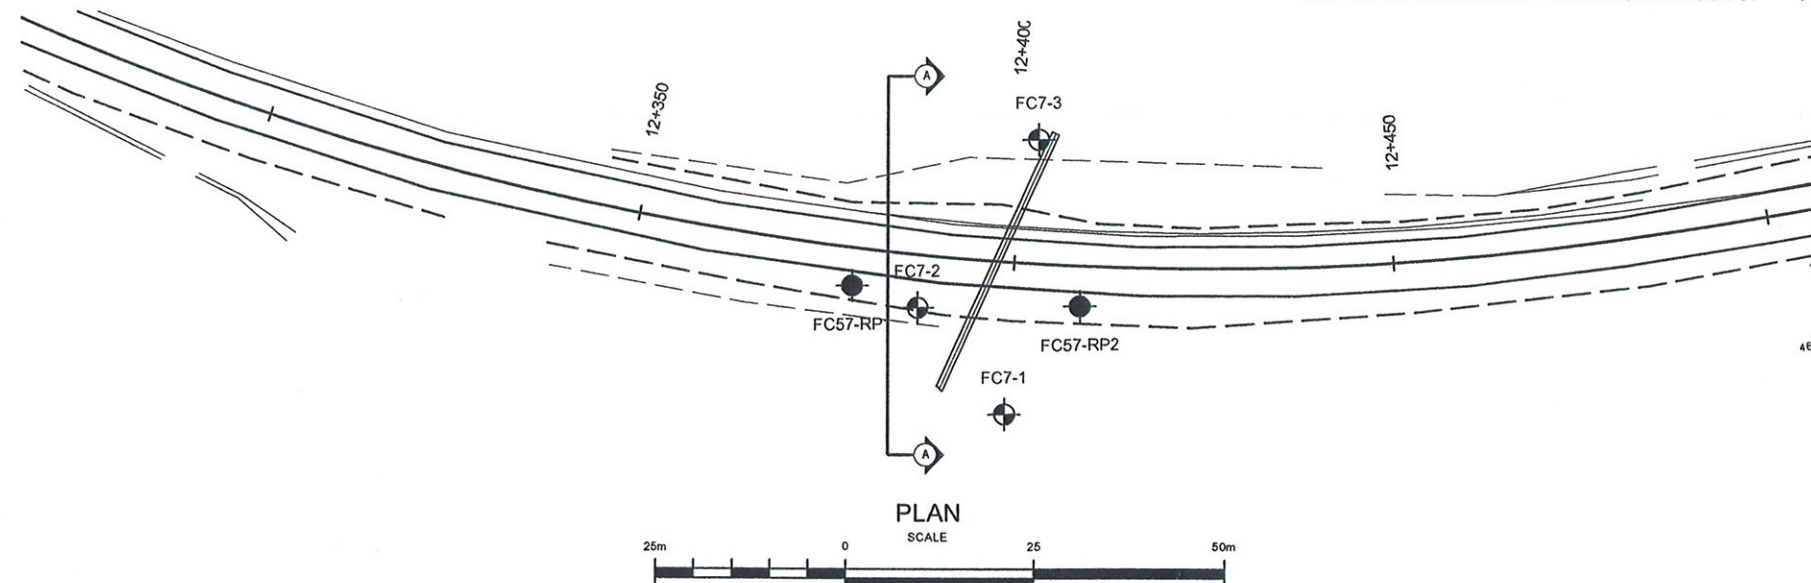 12+350
12+400
12+450
A
FC7-3
FC7-2
FC57-RP
FC57-RP2
FC7-1
A
PLAN
SCALE
25m 0 25 50m